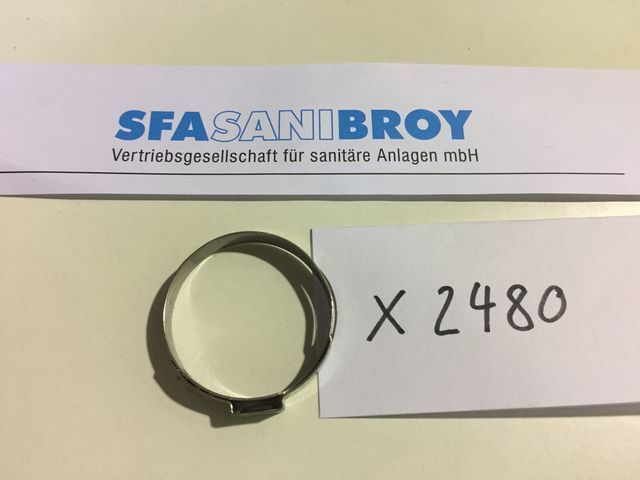 SFASANIBROY
Vertriebsgesellschaft für sanitäre Anlagen mbH
X 2480